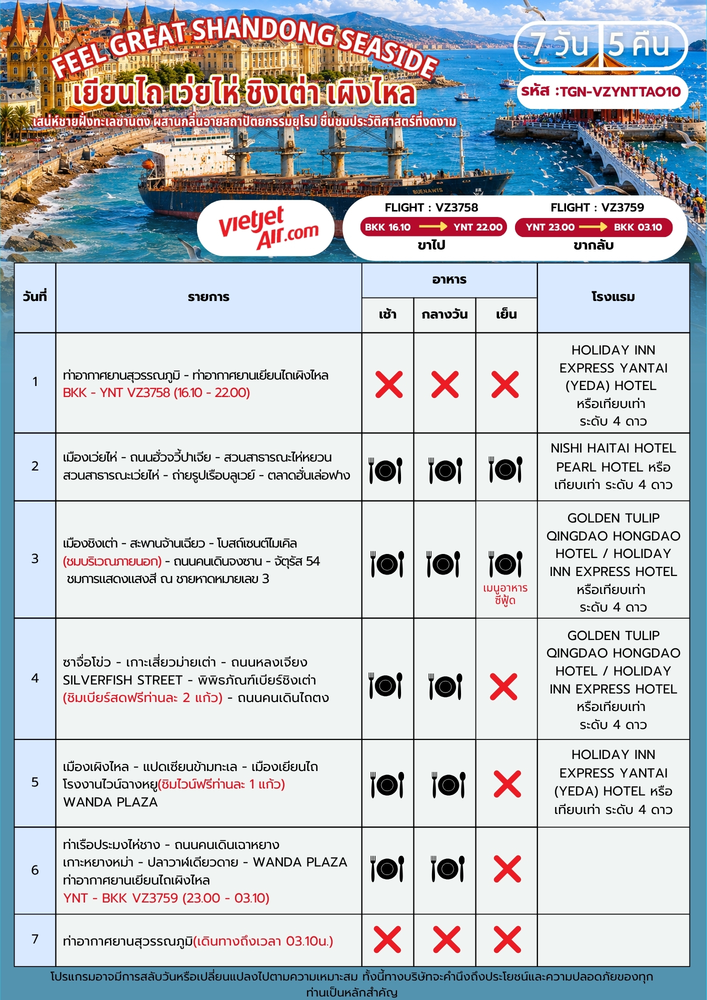 FEEL GREAT SHANDONG SEASIDE
7 วัน 5 คืน
รหัส :TGN-VZYNTTAO10
เยียนไถ เว่ยไห่ ชิงเต่า เผิงไหล
เสน่ห์ชายฝั่งทะเลซานตง ผสานกลิ่นอายสถาปัตยกรรมยุโรป ชื่นชมประวัติศาสตร์ที่งดงาม
BUENAWIS
vietjet Air.com
FLIGHT : VZ3758
BKK 16.10 YNT 22.00
ขาไป
FLIGHT : VZ3759
YNT 23.00 BKK 03.10
ขากลับ
วันที่
รายการ
อาหาร
โรงแรม
เช้า
กลางวัน
เย็น
1
ท่าอากาศยานสุวรรณภูมิ - ท่าอากาศยานเยียนไถเผิงไหล
BKK - YNT VZ3758 (16.10 - 22.00)
HOLIDAY INN
EXPRESS YANTAI
(YEDA) HOTEL
หรือเทียบเท่า
ระดับ 4 ดาว
2
เมืองเว่ยไห่ - ถนนฮั่วจวี้ปาเจีย - สวนสาธารณะไห่หยวน
สวนสาธารณะเว่ยไห่ - ถ่ายรูปเรือบลูเวย์ - ตลาดฮั่นเล่อฟาง
NISHI HAITAI HOTEL
PEARL HOTEL หรือ
เทียบเท่า ระดับ 4 ดาว
3
เมืองชิงเต่า - สะพานจ้านเฉียว - โบสถ์เซนต์ไมเคิล
(ชมบริเวณภายนอก) - ถนนคนเดินจงซาน - จัตุรัส 54
ชมการแสดงแสงสี ณ ชายหาดหมายเลข 3
เมนูอาหาร
ซีฟู้ด
GOLDEN TULIP
QINGDAO HONGDAO
HOTEL / HOLIDAY
INN EXPRESS HOTEL
หรือเทียบเท่า
ระดับ 4 ดาว
4
ซาจื่อโข่ว - เกาะเสี่ยวม่ายเต่า - ถนนหลงเจียง
SILVERFISH STREET - พิพิธภัณฑ์เบียร์ชิงเต่า
(ชิมเบียร์สดฟรีท่านละ 2 แก้ว) - ถนนคนเดินไถตง
GOLDEN TULIP
QINGDAO HONGDAO
HOTEL / HOLIDAY
INN EXPRESS HOTEL
หรือเทียบเท่า
ระดับ 4 ดาว
5
เมืองเผิงไหล - แปดเซียนข้ามทะเล - เมืองเยียนไถ
โรงงานไวน์ฉางหยู(ชิมไวน์ฟรีท่านละ 1 แก้ว)
WANDA PLAZA
HOLIDAY INN
EXPRESS YANTAI
(YEDA) HOTEL หรือ
เทียบเท่า ระดับ 4 ดาว
6
ท่าเรือประมงไห่ชาง - ถนนคนเดินเฉาหยาง
เกาะหยางหม่า - ปลาวาฬเดียวดาย - WANDA PLAZA
ท่าอากาศยานเยียนไถเผิงไหล
YNT - BKK VZ3759 (23.00 - 03.10)
7
ท่าอากาศยานสุวรรณภูมิ(เดินทางถึงเวลา 03.10น.)
โปรแกรมอาจมีการสลับวันหรือเปลี่ยนแปลงไปตามความเหมาะสม ทั้งนี้ทางบริษัทจะคำนึงถึงประโยชน์และความปลอดภัยของทุก
ท่านเป็นหลักสำคัญ